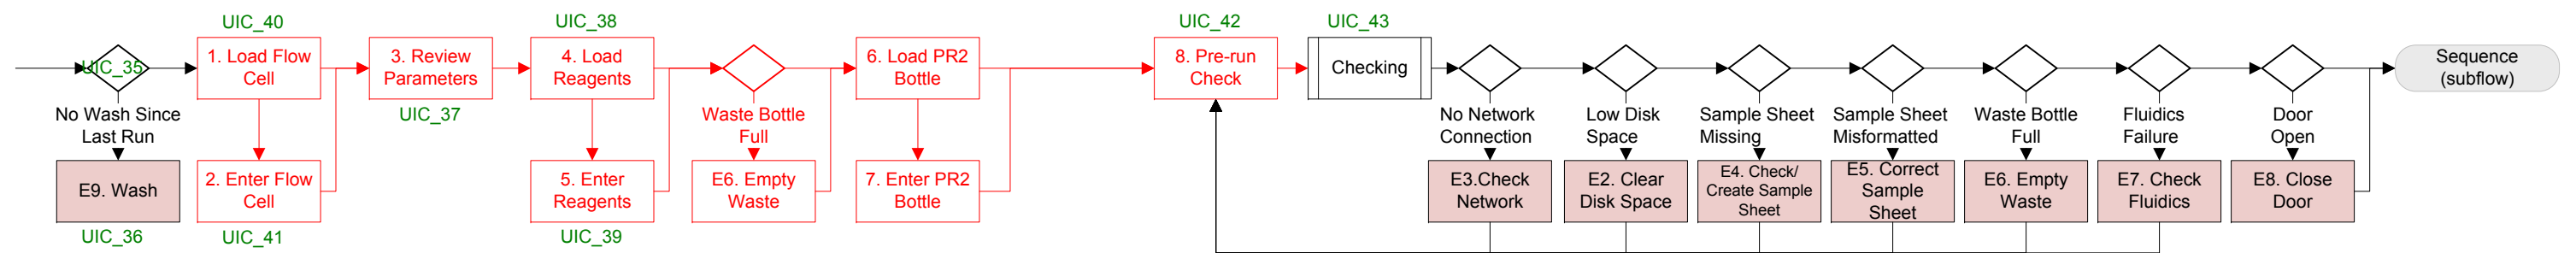 UIC_40
UIC_38
UIC_42
UIC_43
UIC_35
1. Load Flow
Cell
3. Review
Parameters
4. Load
Reagents
6. Load PR2
Bottle
8. Pre-run
Check
Checking
Sequence
(subflow)
No Wash Since
Last Run
UIC_37
Waste Bottle
Full
No Network
Connection
Low Disk
Space
Sample Sheet
Missing
Sample Sheet
Misformatted
Waste Bottle
Full
Fluidics
Failure
Door
Open
E9. Wash
2. Enter Flow
Cell
5. Enter
Reagents
E6. Empty
Waste
7. Enter PR2
Bottle
E3.Check
Network
E2. Clear
Disk Space
E4. Check/
Create Sample
Sheet
E5. Correct
Sample
Sheet
E6. Empty
Waste
E7. Check
Fluidics
E8. Close
Door
UIC_36
UIC_41
UIC_39